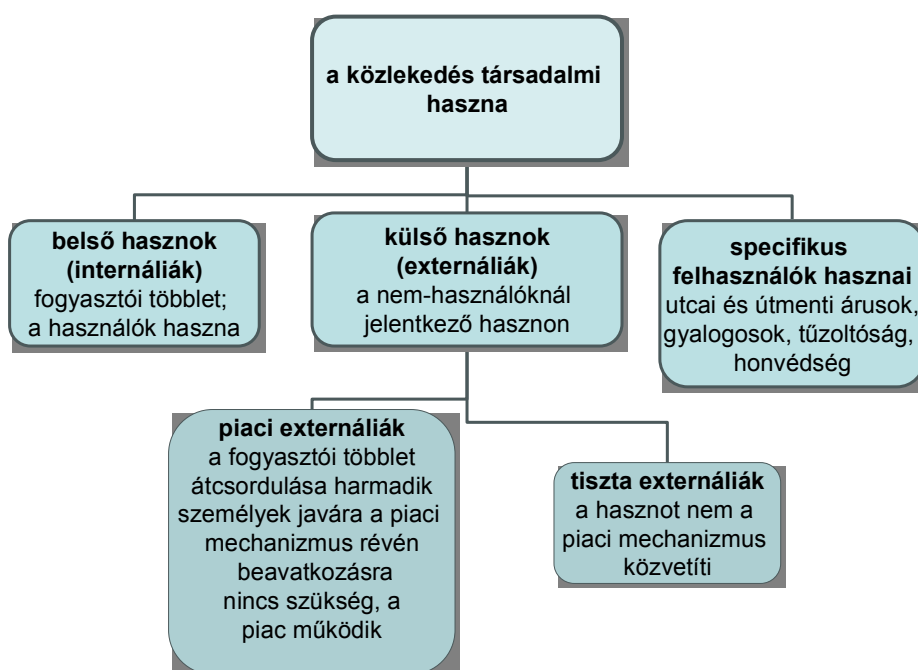 a közlekedés társadalmi
haszna
belső hasznok
(internáliák)
fogyasztói többlet;
a használók haszna
külső hasznok
(externáliák)
a nem-használóknál
jelentkező hasznon
specifikus
felhasználók hasznai
utcai és útmenti árusok,
gyalogosok, tűzoltóság,
honvédség
piaci externáliák
a fogyasztói többlet
átcsordulása harmadik
személyek javára a piaci
mechanizmus révén
beavatkozásra
nincs szükség, a
piac működik
tiszta externáliák
a hasznot nem a
piaci mechanizmus
közvetíti